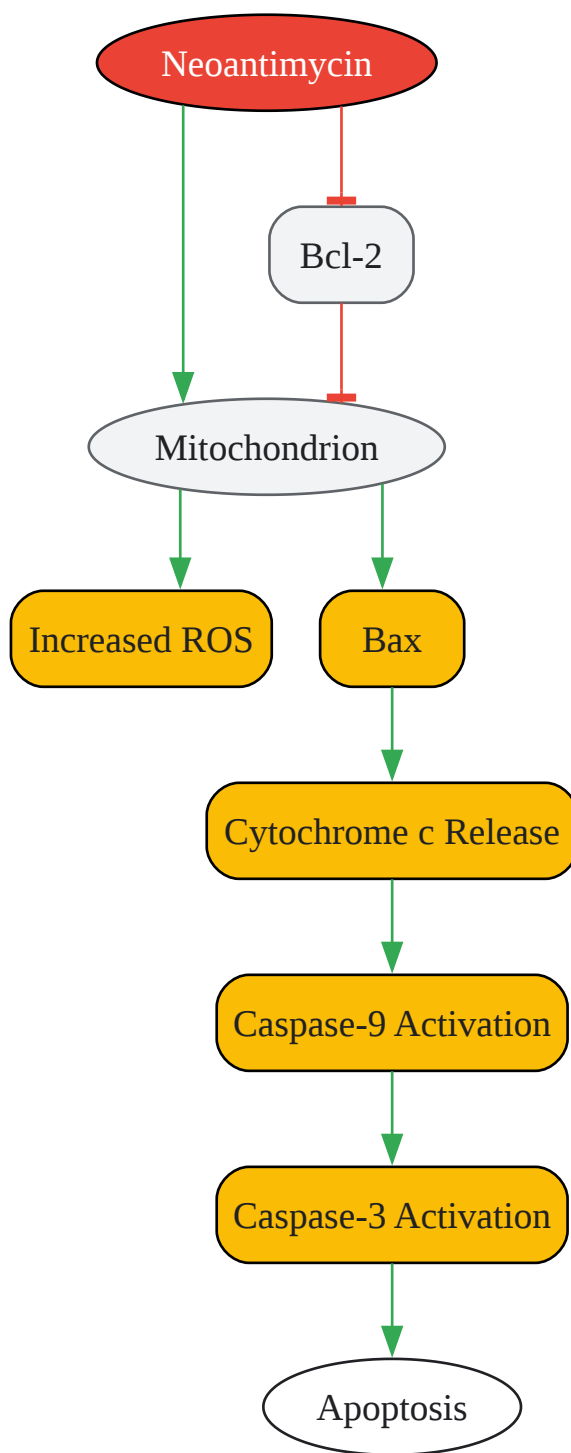 Neoantimycin
Bcl-2
Mitochondrion
Increased ROS
Bax
Cytochrome c Release
Caspase-9 Activation
Caspase-3 Activation
Apoptosis